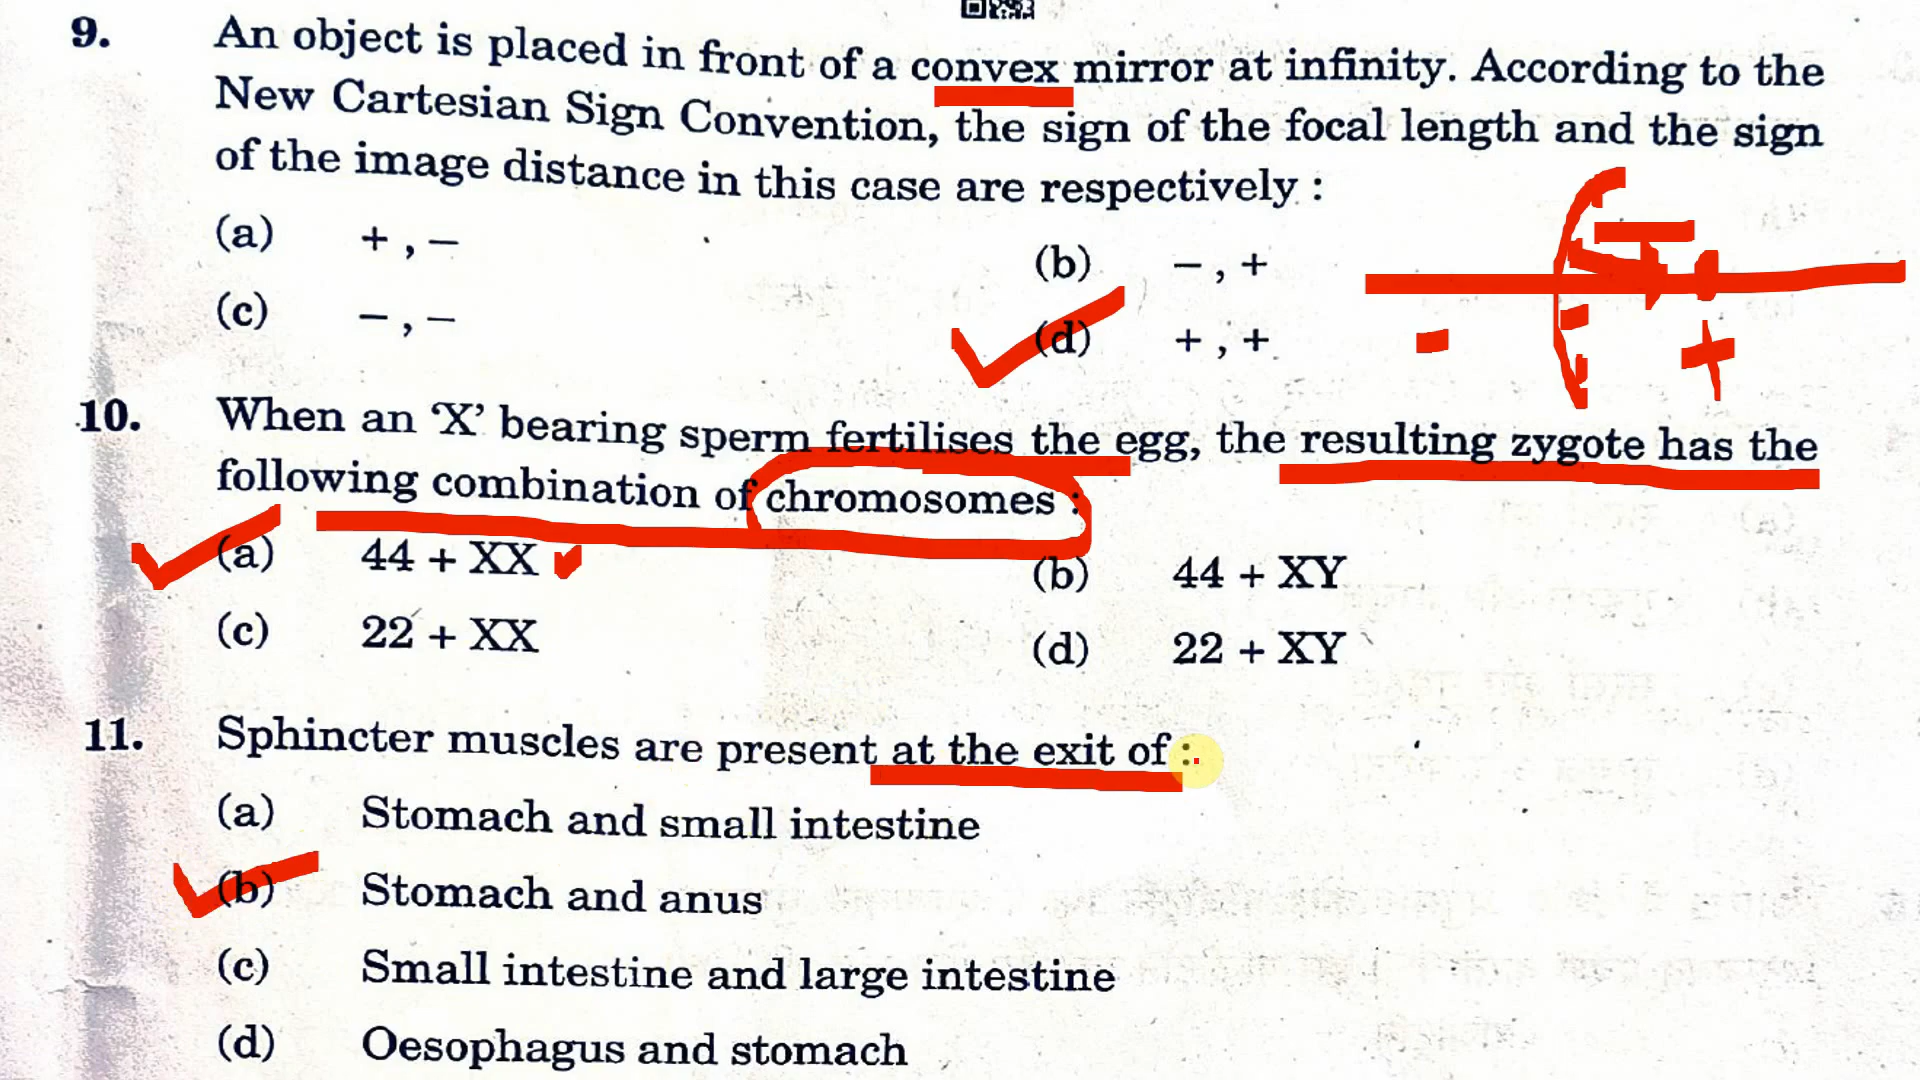 9. An object is placed in front of a convex mirror at infinity. According to the
New Cartesian Sign Convention, the sign of the focal length and the sign
of the image distance in this case are respectively :
(a) + , – (b) – , +
(c) – , – (d) + , +
10. When an ‘X’ bearing sperm fertilises the egg, the resulting zygote has the
following combination of chromosomes :
(a) 44 + XX (b) 44 + XY
(c) 22 + XX (d) 22 + XY
11. Sphincter muscles are present at the exit of :
(a) Stomach and small intestine
(b) Stomach and anus
(c) Small intestine and large intestine
(d) Oesophagus and stomach